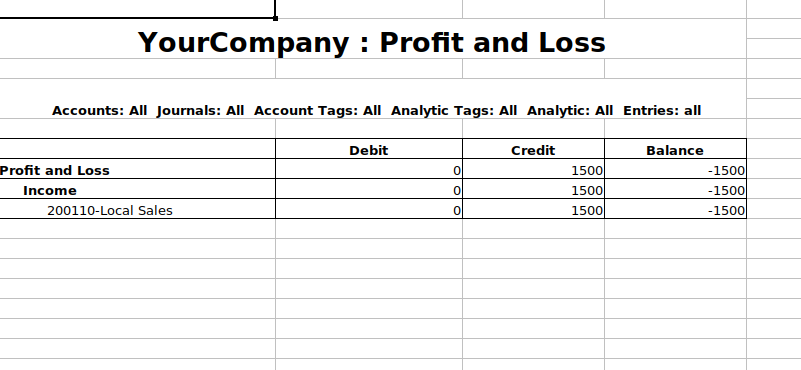 YourCompany : Profit and Loss
Accounts: All Journals: All Account Tags: All Analytic Tags: All Analytic: All Entries: all
Debit Credit Balance
Profit and Loss 0 1500 -1500
Income 0 1500 -1500
200110-Local Sales 0 1500 -1500